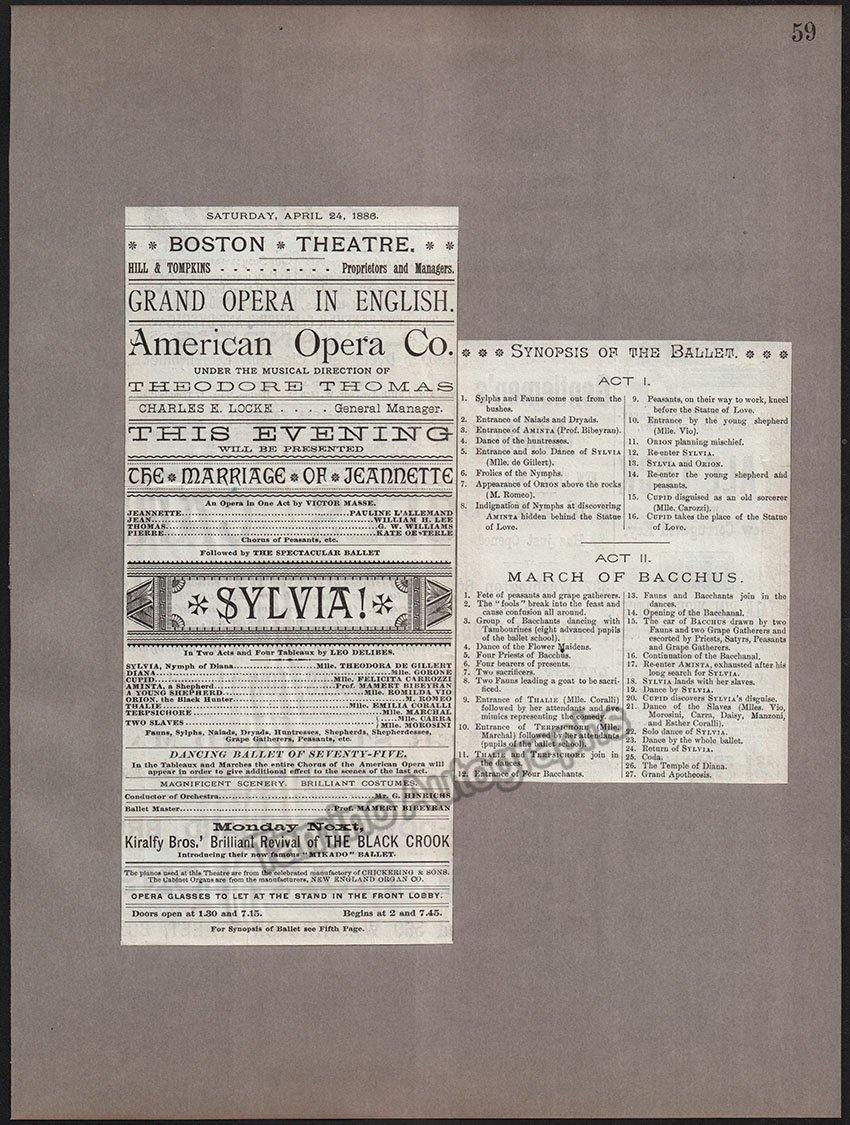 59
SATURDAY, APRIL 24, 1886.
BOSTON * THEATRE.
HILL & TOMPKINS - - - - - - - - - Proprietors and Managers.
GRAND OPERA IN ENGLISH.
American Opera Co.
UNDER THE MUSICAL DIRECTION OF
THEODORE THOMAS
CHARLES E. LOCKE . . . . General Manager.
THIS EVENING
WILL BE PRESENTED
THE * MARRIAGE * OF * JEANNETTE
An Opera in One Act by VICTOR MASSE.
JEANNETTE PAULINE L'ALLEMAND
JEAN WILLIAM H. LEE
THOMAS G. W. WILLIAMS
PIERRE KATE OESTERLE
Chorus of Peasants, etc.
Followed by THE SPECTACULAR BALLET
* SYLVIA! *
In Two Acts and Four Tableaux by LEO DELIBES.
SYLVIA, Nymph of Diana Mlle. THEODORA DE GILLERT
DIANA Mlle. GORONE
CUPID Mlle. FELICITA CARROZZI
AMINTA, a Shepherd Prof. MAMERT BIBEYRAN
A YOUNG SHEPHERD Mlle. ROMILDA VIO
ORION, the Black Hunter M. ROMEO
THALIE Mlle. EMILIA CORALLI
TERPSICHORE Mlle. MARCHAL
TWO SLAVES Mlle. CARRA
Mlle. MOROSINI
Fauns, Sylphs, Naiads, Dryads, Huntresses, Shepherds, Shepherdesses,
Grape Gatherers, Peasants, etc.
DANCING BALLET OF SEVENTY-FIVE.
In the Tableaux and Marches the entire Chorus of the American Opera will
appear in order to give additional effect to the scenes of the last act.
MAGNIFICENT SCENERY. BRILLIANT COSTUMES.
Conductor of Orchestra Mr. G. HINRICHS
Ballet Master Prof. MAMERT BIBEYRAN
Monday Next,
Kiralfy Bros.' Brilliant Revival of THE BLACK CROOK
Introducing their now famous "MIKADO" BALLET.
The pianos used at this Theatre are from the celebrated manufactory of CHICKERING & SONS.
The Cabinet Organs are from the manufacturers, NEW ENGLAND ORGAN CO.
OPERA GLASSES TO LET AT THE STAND IN THE FRONT LOBBY.
Doors open at 1.30 and 7.15. Begins at 2 and 7.45.
For Synopsis of Ballet see Fifth Page.
SYNOPSIS OF THE BALLET.
ACT I.
1. Sylphs and Fauns come out from the
bushes.
2. Entrance of Naiads and Dryads.
3. Entrance of AMINTA (Prof. Bibeyran).
4. Dance of the huntresses.
5. Entrance and solo Dance of SYLVIA
(Mlle. de Gillert).
6. Frolics of the Nymphs.
7. Appearance of ORION above the rocks
(M. Romeo).
8. Indignation of Nymphs at discovering
AMINTA hidden behind the Statue
of Love.
9. Peasants, on their way to work, kneel
before the Statue of Love.
10. Entrance by the young shepherd
(Mlle. Vio).
11. ORION planning mischief.
12. Re-enter SYLVIA.
13. SYLVIA and ORION.
14. Re-enter the young shepherd and
peasants.
15. CUPID disguised as an old sorcerer
(Mlle. Carozzi).
16. CUPID takes the place of the Statue
of Love.
ACT II.
MARCH OF BACCHUS.
1. Fete of peasants and grape gatherers.
2. The "fools" break into the feast and
cause confusion all around.
3. Group of Bacchants dancing with
Tambourines (eight advanced pupils
of the ballet school).
4. Dance of the Flower Maidens.
5. Four Priests of Bacchus.
6. Four bearers of presents.
7. Two sacrificers.
8. Two Fauns leading a goat to be sacri-
ficed.
9. Entrance of THALIE (Mlle. Coralli)
followed by her attendants and five
mimics representing the comedy.
10. Entrance of TERPSICHORE (Mlle.
Marchal) followed by her attendants
(pupils of the
11. THALIE and TERPSICHORE join in
the
12. Entrance of Four Bacchants.
13. Fauns and Bacchants join in the
dances.
14. Opening of the Bacchanal.
15. The car of BACCHUS drawn by two
Fauns and two Grape Gatherers and
escorted by Priests, Satyrs, Peasants
and Grape Gatherers.
16. Continuation of the Bacchanal.
17. Re-enter AMINTA, exhausted after his
long search for SYLVIA.
18. SYLVIA lands with her slaves.
19. Dance by SYLVIA.
20. CUPID discovers SYLVIA'S disguise.
21. Dance of the Slaves (Mlles. Vio,
Morosini, Carra, Daisy, Manzoni,
and Esther Coralli).
22. Solo dance of SYLVIA.
23. Dance by the whole ballet.
24. Return of SYLVIA.
25. Coda.
26. The Temple of Diana.
27. Grand Apotheosis.
Tamino Autographs